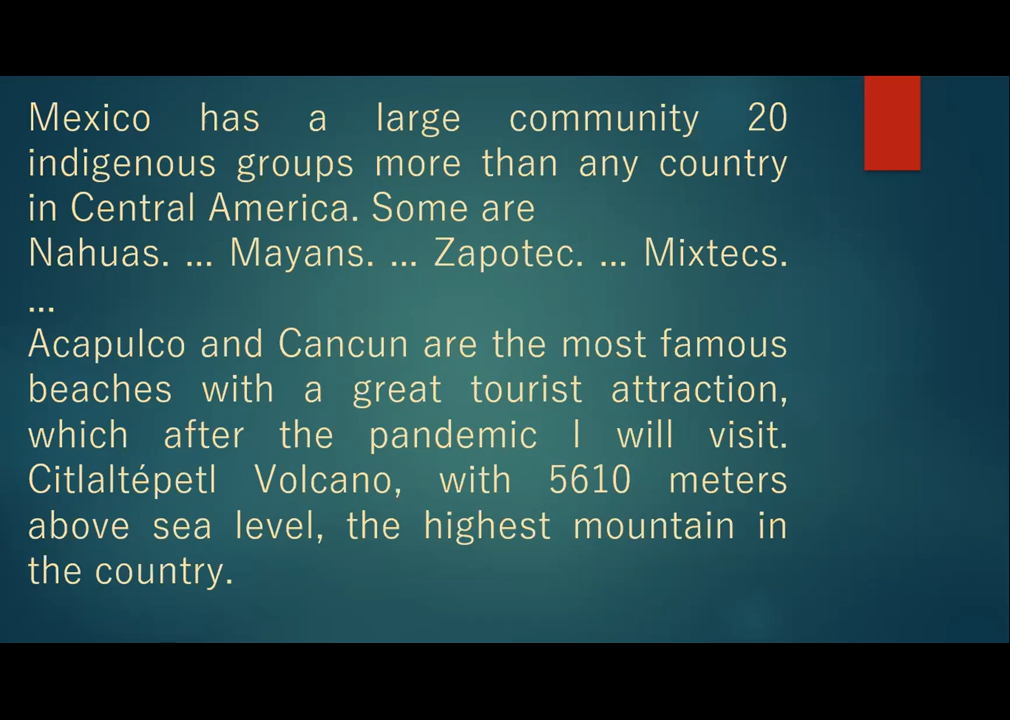 Mexico has a large community 20
indigenous groups more than any country
in Central America. Some are
Nahuas. ... Mayans. ... Zapotec. ... Mixtecs.
...
Acapulco and Cancun are the most famous
beaches with a great tourist attraction,
which after the pandemic I will visit.
Citlaltépetl Volcano, with 5610 meters
above sea level, the highest mountain in
the country.